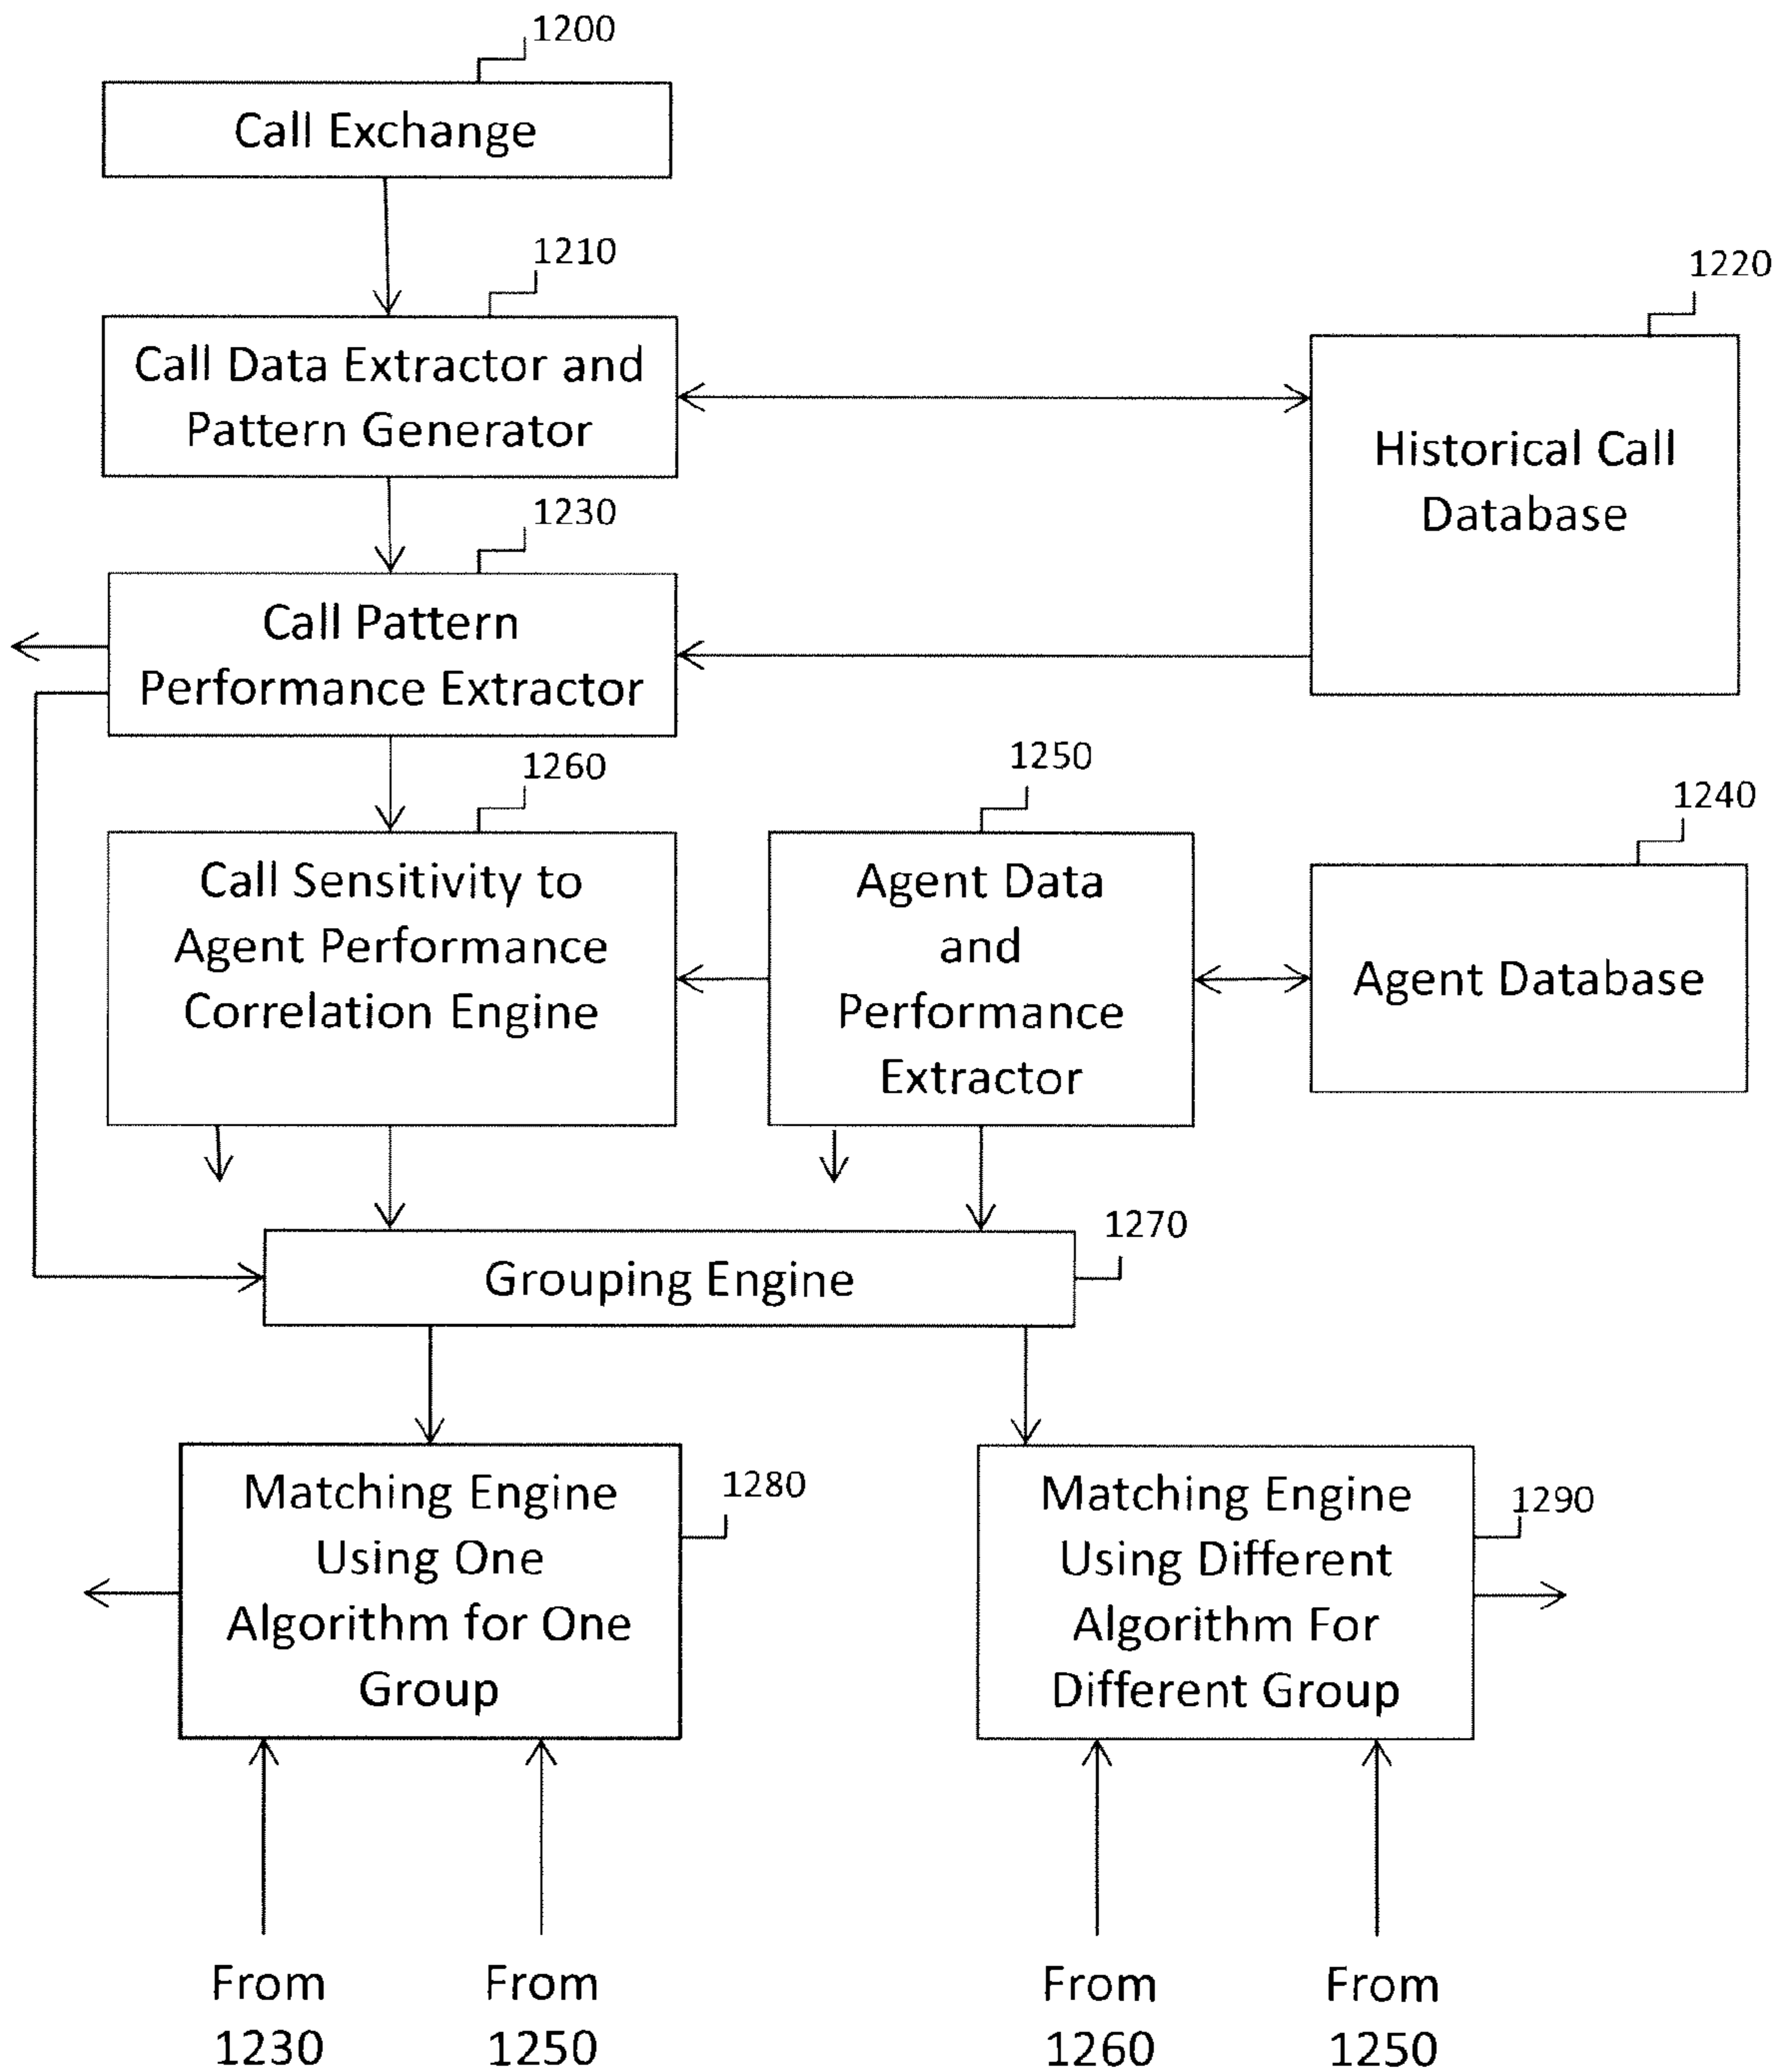 1200
Call Exchange
1210
1220
Call Data Extractor and
Pattern Generator
Historical Call
Database
1230
Call Pattern
Performance Extractor
1260
1250
1240
Call Sensitivity to
Agent Performance
Correlation Engine
Agent Data
and
Performance
Extractor
Agent Database
1270
Grouping Engine
1280
Matching Engine
Using One
Algorithm for One
Group
1290
Matching Engine
Using Different
Algorithm For
Different Group
From
1230
From
1250
From
1260
From
1250